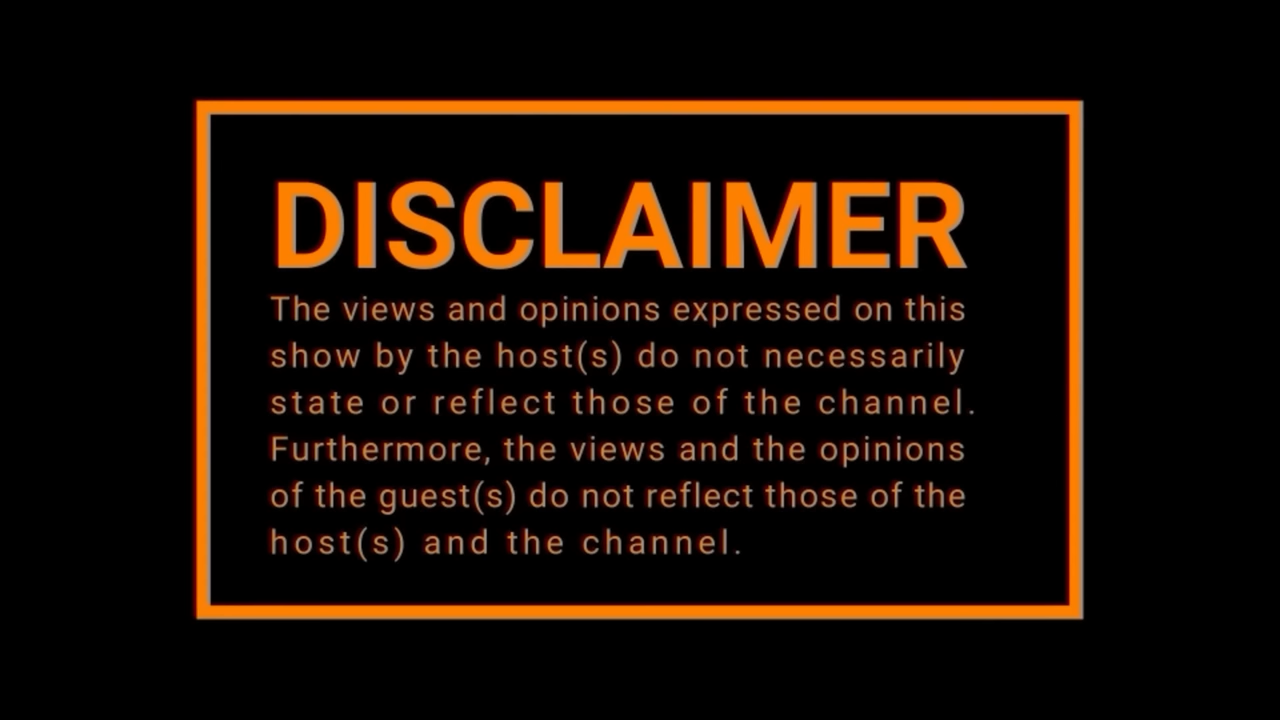 DISCLAIMER
The views and opinions expressed on this
show by the host(s) do not necessarily
state or reflect those of the channel.
Furthermore, the views and the opinions
of the guest(s) do not reflect those of the
host(s) and the channel.